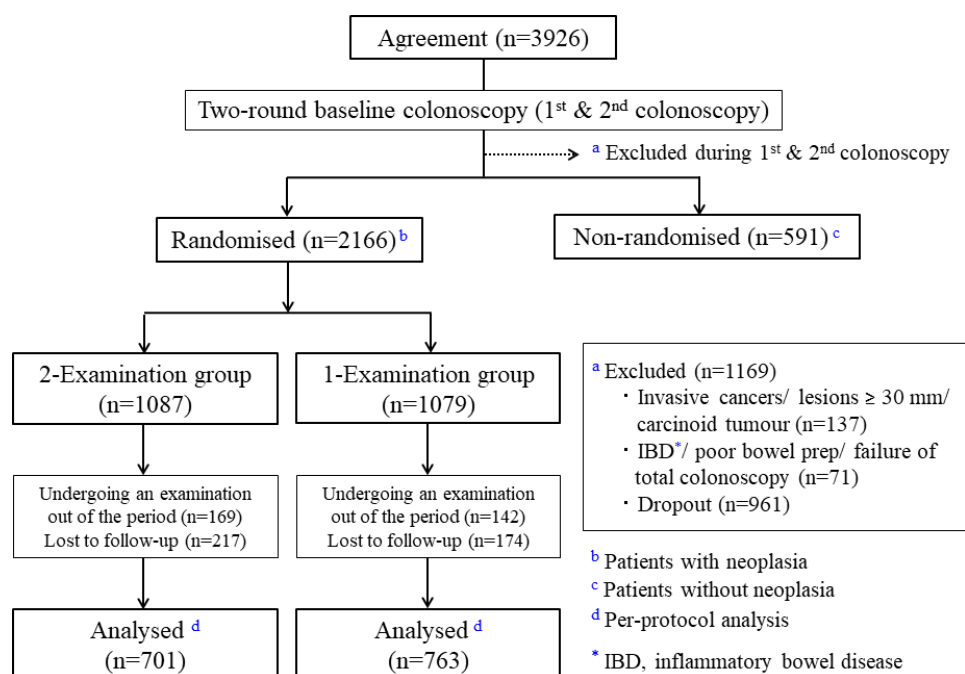 Agreement (n=3926)
Two-round baseline colonoscopy (1st & 2nd colonoscopy)
a Excluded during 1st & 2nd colonoscopy
Randomised (n=2166) b
Non-randomised (n=591) c
2-Examination group
(n=1087)
1-Examination group
(n=1079)
Undergoing an examination
out of the period (n=169)
Lost to follow-up (n=217)
Undergoing an examination
out of the period (n=142)
Lost to follow-up (n=174)
Analysed d
(n=701)
Analysed d
(n=763)
a Excluded (n=1169)
・Invasive cancers/ lesions ≥ 30 mm/
carcinoid tumour (n=137)
・IBD*/ poor bowel prep/ failure of
total colonoscopy (n=71)
・Dropout (n=961)
b Patients with neoplasia
c Patients without neoplasia
d Per-protocol analysis
* IBD, inflammatory bowel disease